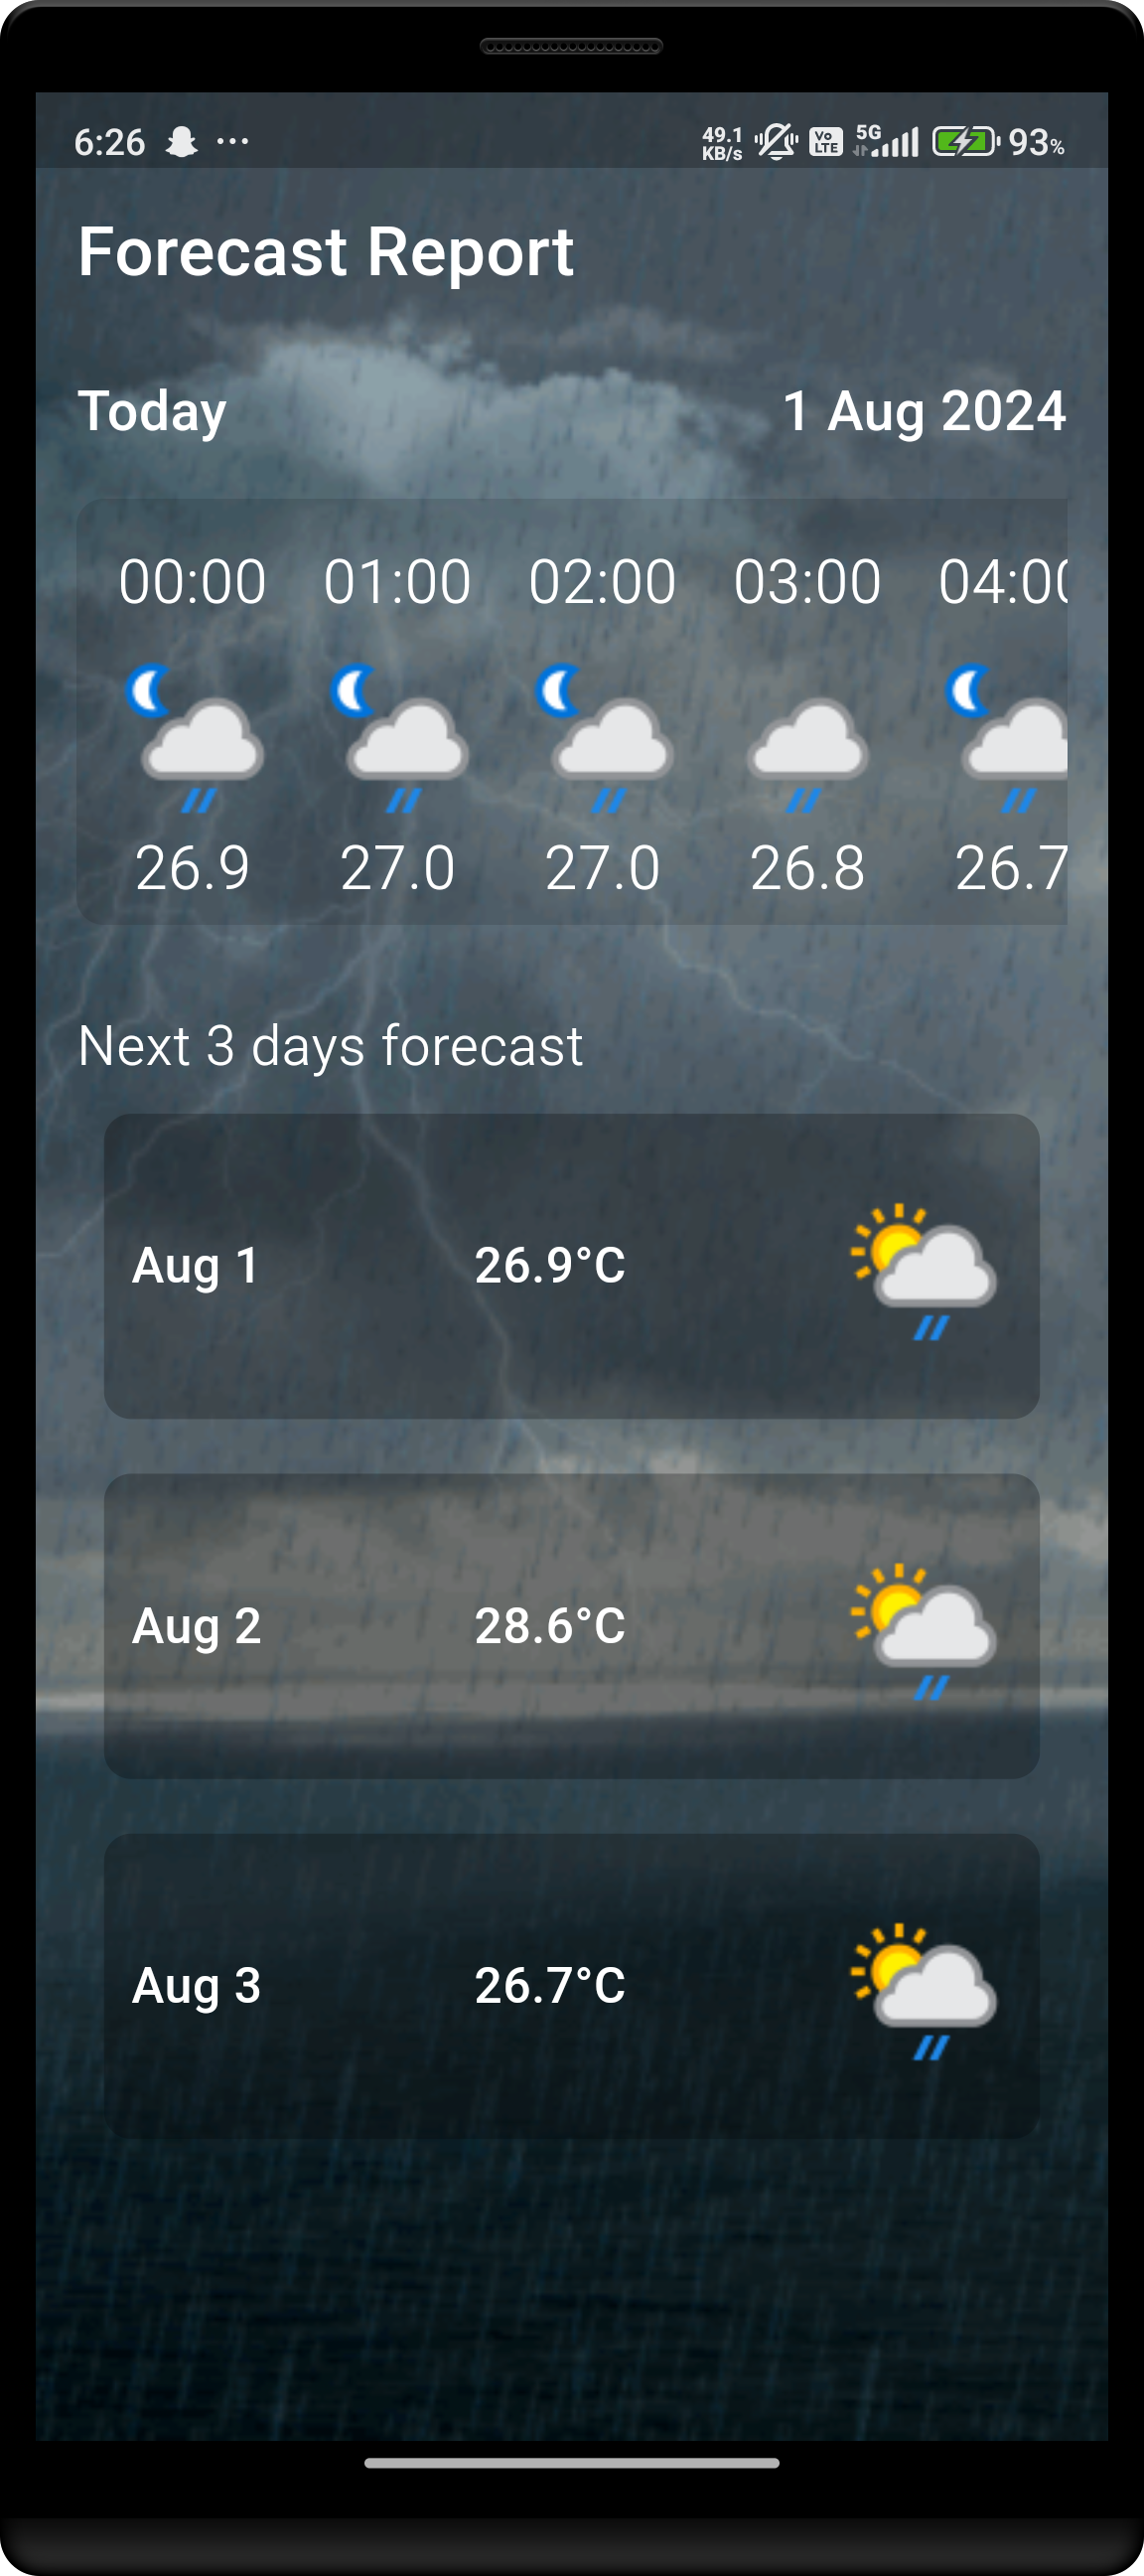 6:26 ... 49.1 KB/s Vo LTE 5G 93%
Forecast Report
Today 1 Aug 2024
00:00 01:00 02:00 03:00 04:00
26.9 27.0 27.0 26.8 26.7
Next 3 days forecast
Aug 1 26.9°C
Aug 2 28.6°C
Aug 3 26.7°C